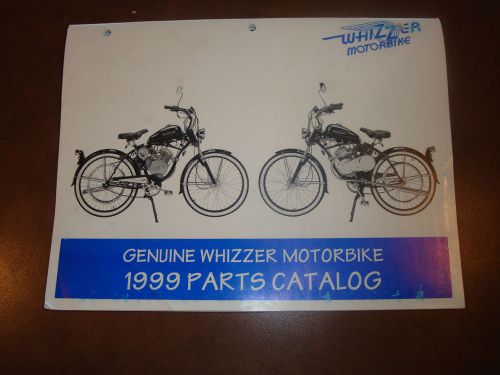 WHIZZER
MOTORBIKE
GENUINE WHIZZER MOTORBIKE
1999 PARTS CATALOG